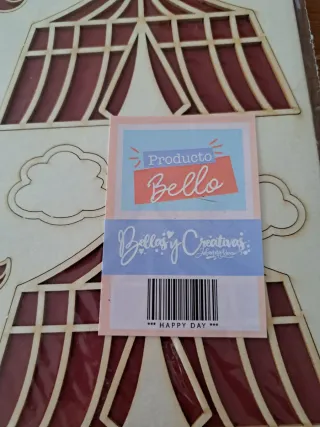 Producto
Bello
Bellas y Creativas
*** HAPPY DAY ***